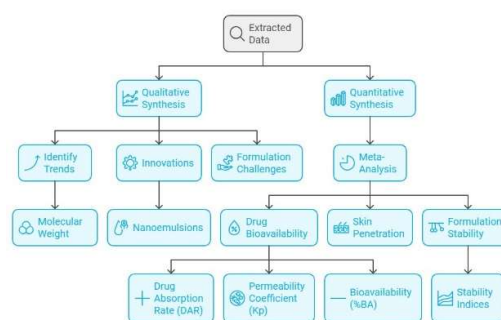 Extracted
Data
Qualitative
Synthesis
Quantitative
Synthesis
Identify
Trends
Innovations
Formulation
Challenges
Meta-
Analysis
Molecular
Weight
Nanoemulsions
Drug
Bioavailability
Skin
Penetration
Formulation
Stability
Drug
Absorption
Rate (DAR)
Permeability
Coefficient
(Kp)
Bioavailability
(%BA)
Stability
Indices